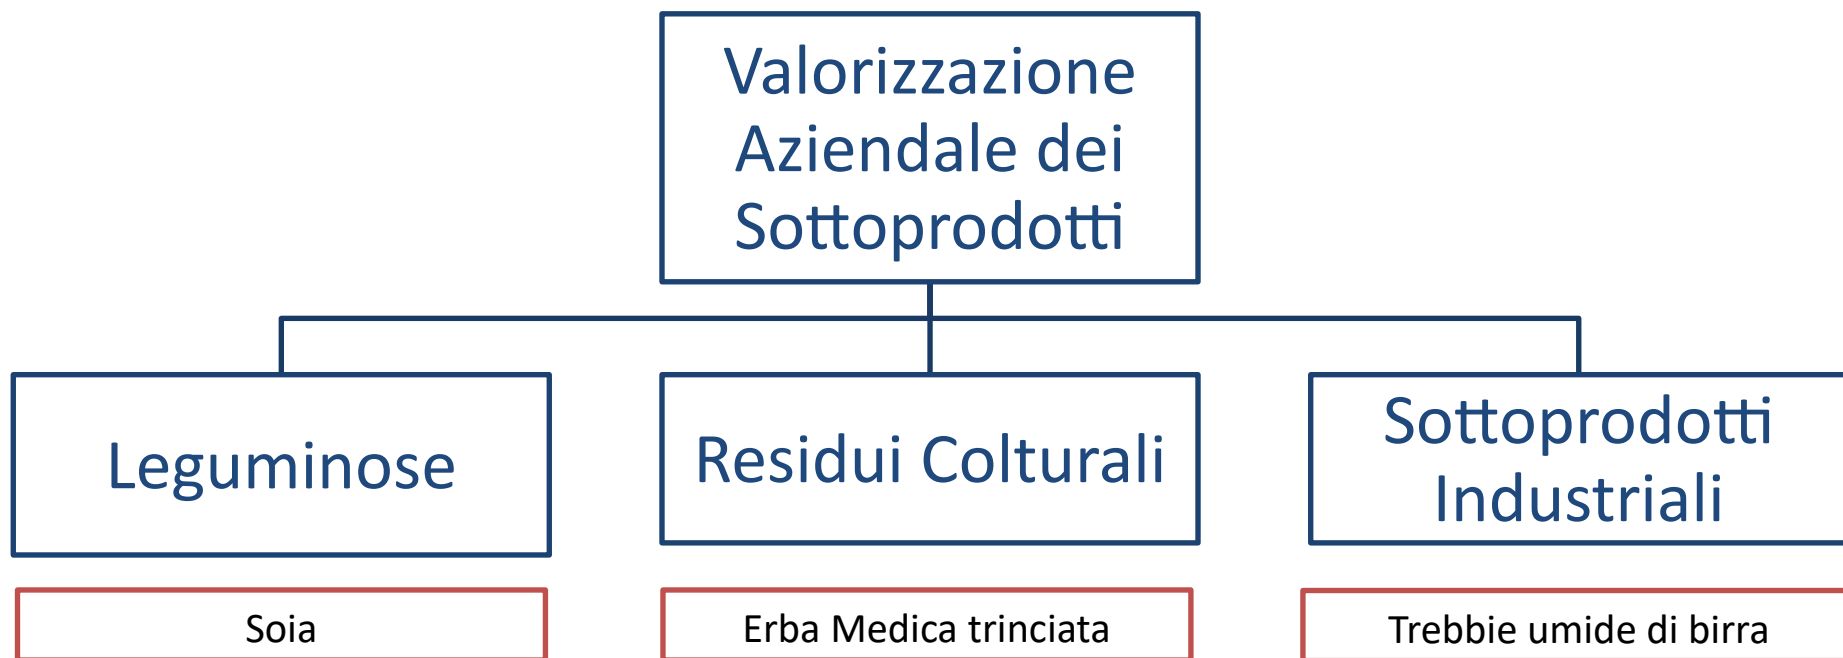 Valorizzazione
Aziendale dei
Sottoprodotti
Leguminose
Residui Colturali
Sottoprodotti
Industriali
Soia
Erba Medica trinciata
Trebbie umide di birra